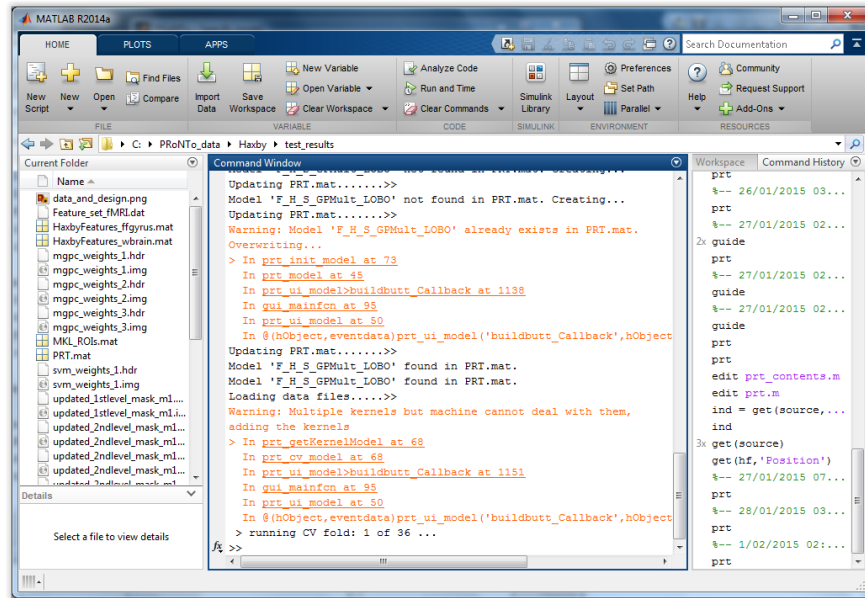 MATLAB R2014a
HOME PLOTS APPS
Search Documentation
New Script
New
Open
Find Files
Compare
Import Data
Save Workspace
New Variable
Open Variable
Clear Workspace
Analyze Code
Run and Time
Clear Commands
Simulink Library
Layout
Preferences
Set Path
Parallel
Help
Community
Request Support
Add-Ons
FILE VARIABLE CODE SIMULINK ENVIRONMENT RESOURCES
C: PRoNTo_data Haxby test_results
Current Folder
Name
data_and_design.png
Feature_set_fMRI.dat
HaxbyFeatures_ffgyrus.mat
HaxbyFeatures_wbrain.mat
mgpc_weights_1.hdr
mgpc_weights_1.img
mgpc_weights_2.hdr
mgpc_weights_2.img
mgpc_weights_3.hdr
mgpc_weights_3.img
MKL_ROIs.mat
PRT.mat
svm_weights_1.hdr
svm_weights_1.img
updated_1stlevel_mask_m1....
updated_1stlevel_mask_m1.i...
updated_2ndlevel_mask_m1...
updated_2ndlevel_mask_m1...
updated_2ndlevel_mask_m1...
updated_2ndlevel_mask_m1...
Details
Select a file to view details
Command Window
Updating PRT.mat.......>>
Model 'F_H_S_GPMult_LOBO' not found in PRT.mat. Creating...
Updating PRT.mat.......>>
Warning: Model 'F_H_S_GPMult_LOBO' already exists in PRT.mat.
Overwriting...
> In prt_init_model at 73
In prt_model at 45
In prt_ui_model>buildbutt_Callback at 1138
In gui_mainfcn at 95
In prt_ui_model at 50
In @(hObject,eventdata)prt_ui_model('buildbutt_Callback',hObject
Updating PRT.mat.......>>
Model 'F_H_S_GPMult_LOBO' found in PRT.mat.
Model 'F_H_S_GPMult_LOBO' found in PRT.mat.
Loading data files.....>>
Warning: Multiple kernels but machine cannot deal with them,
adding the kernels
> In prt_getKernelModel at 68
In prt_cv_model at 68
In prt_ui_model>buildbutt_Callback at 1151
In gui_mainfcn at 95
In prt_ui_model at 50
In @(hObject,eventdata)prt_ui_model('buildbutt_Callback',hObject
> running CV fold: 1 of 36 ...
fx >>
Workspace Command History
prt
%-- 26/01/2015 03...
prt
%-- 27/01/2015 02...
2x guide
prt
%-- 27/01/2015 02...
guide
%-- 27/01/2015 02...
guide
prt
prt
edit prt_contents.m
edit prt.m
ind = get(source,...
ind
3x get(source)
get(hf,'Position')
%-- 27/01/2015 07...
prt
%-- 28/01/2015 03...
prt
%-- 1/02/2015 02:...
prt